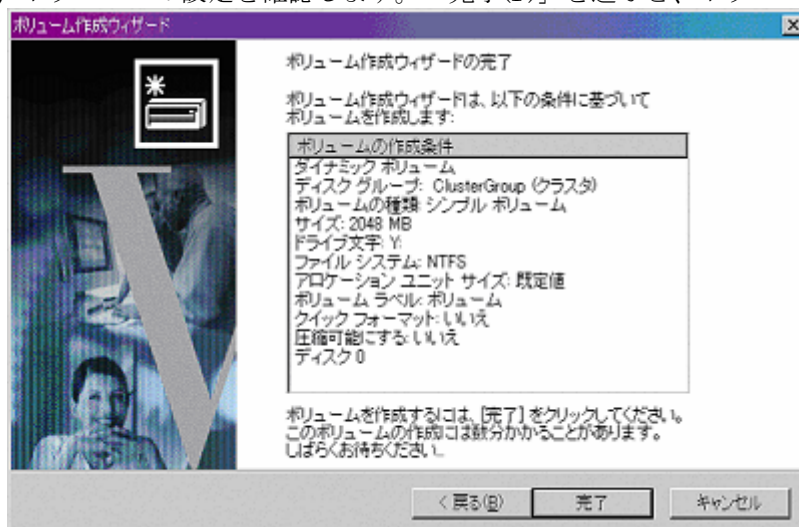 ボリューム作成ウィザード
ボリューム作成ウィザードの完了
ボリューム作成ウィザードは、以下の条件に基づいて
ボリュームを作成します:
ボリュームの作成条件
ダイナミック ボリューム
ディスク グループ: ClusterGroup (クラスタ)
ボリュームの種類: シンプル ボリューム
サイズ: 2048 MB
ドライブ文字: Y:
ファイル システム: NTFS
アロケーション ユニット サイズ: 既定値
ボリューム ラベル: ボリューム
クイック フォーマット: いいえ
圧縮可能にする: いいえ
ディスク 0
ボリュームを作成するには、[完了] をクリックしてください。
このボリュームの作成には数分かかることがあります。
しばらくお待ちください...
< 戻る(B)
完了
キャンセル